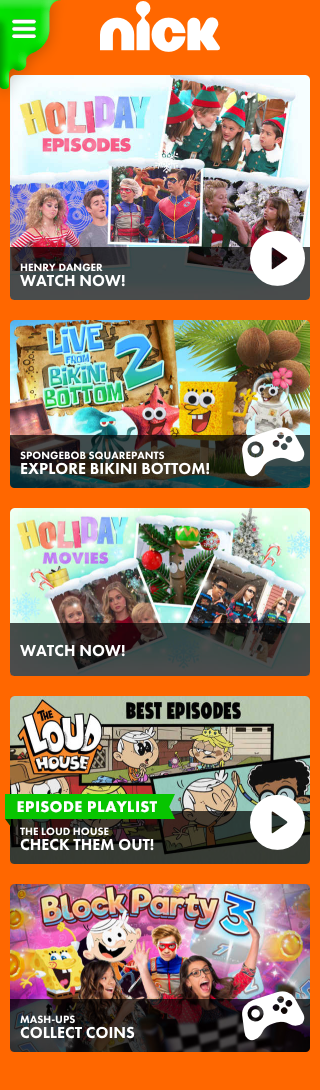 nick
HOLIDAY
EPISODES
HENRY DANGER
WATCH NOW!
LIVE
FROM
BIKINI
BOTTOM 2
SPONGEBOB SQUAREPANTS
EXPLORE BIKINI BOTTOM!
HOLIDAY
MOVIES
WATCH NOW!
THE
LOUD
HOUSE
BEST EPISODES
EPISODE PLAYLIST
THE LOUD HOUSE
CHECK THEM OUT!
Block Party 3
MASH-UPS
COLLECT COINS